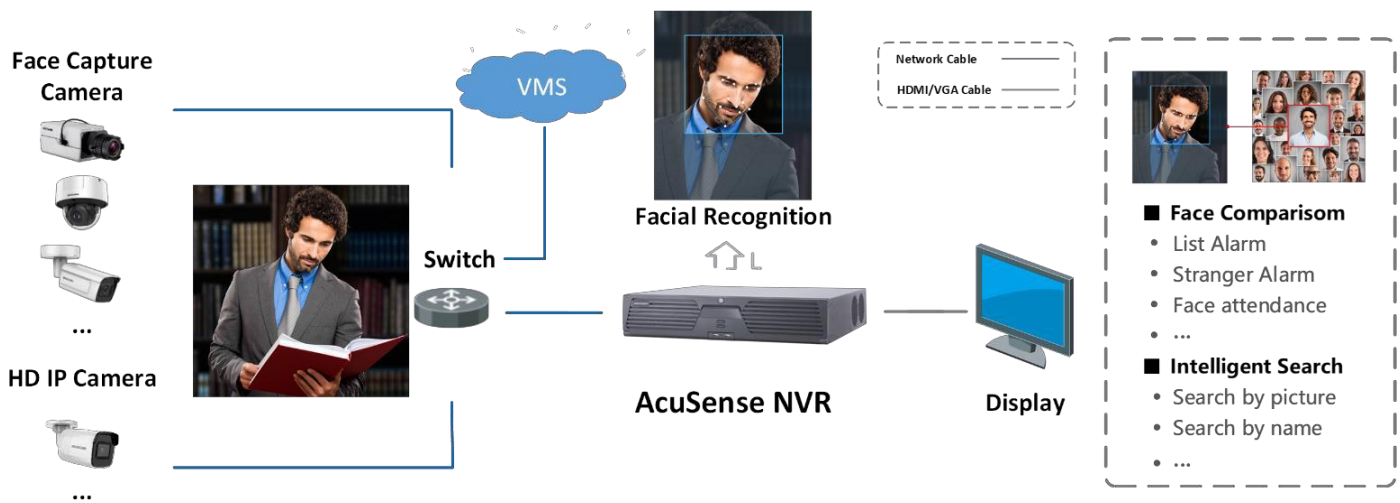 Face Capture
Camera
...
HD IP Camera
...
VMS
Switch
Facial Recognition
AcuSense NVR
Display
Network Cable
HDMI/VGA Cable
■ Face Comparisom
• List Alarm
• Stranger Alarm
• Face attendance
• ...
■ Intelligent Search
• Search by picture
• Search by name
• ...